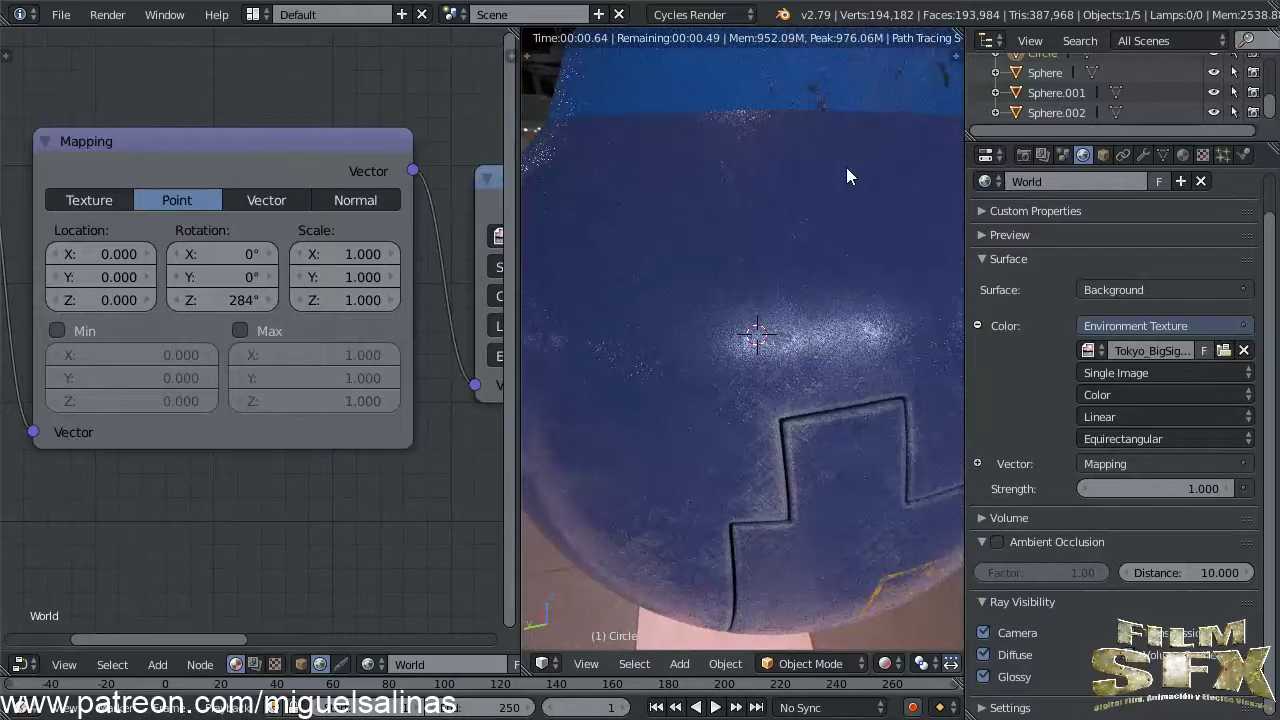 File Render Window Help Default Scene Cycles Render v2.79 | Verts:194,182 | Faces:193,984 | Tris:387,968 | Objects:1/5 | Lamps:0/0 | Mem:2538.8
Time:00:00.64 | Remaining:00:00.49 | Mem:952.09M, Peak:976.06M | Path Tracing S
View Search All Scenes
Circle
Sphere
Sphere.001
Sphere.002
Mapping
Vector
Texture Point Vector Normal
Location: Rotation: Scale:
X: 0.000 X: 0° X: 1.000
Y: 0.000 Y: 0° Y: 1.000
Z: 0.000 Z: 284° Z: 1.000
Min Max
X: 0.000 X: 1.000
Y: 0.000 Y: 1.000
Z: 0.000 Z: 1.000
Vector
S
L
E
World
(1) Circle
World F
Custom Properties
Preview
Surface
Surface: Background
Color: Environment Texture
Tokyo_BigSig... F
Single Image
Color
Linear
Equirectangular
Vector: Mapping
Strength: 1.000
Volume
Ambient Occlusion
Factor: 1.00 Distance: 10.000
Ray Visibility
Camera
Diffuse
Glossy
Settings
FILM
SFX
View Select Add Node World F
View Select Add Object Object Mode
-40 -20 0 20 40 60 80 100 120 140 160 180 200 220 240 260
www.patreen.com/miguelsalinas
250 1 No Sync